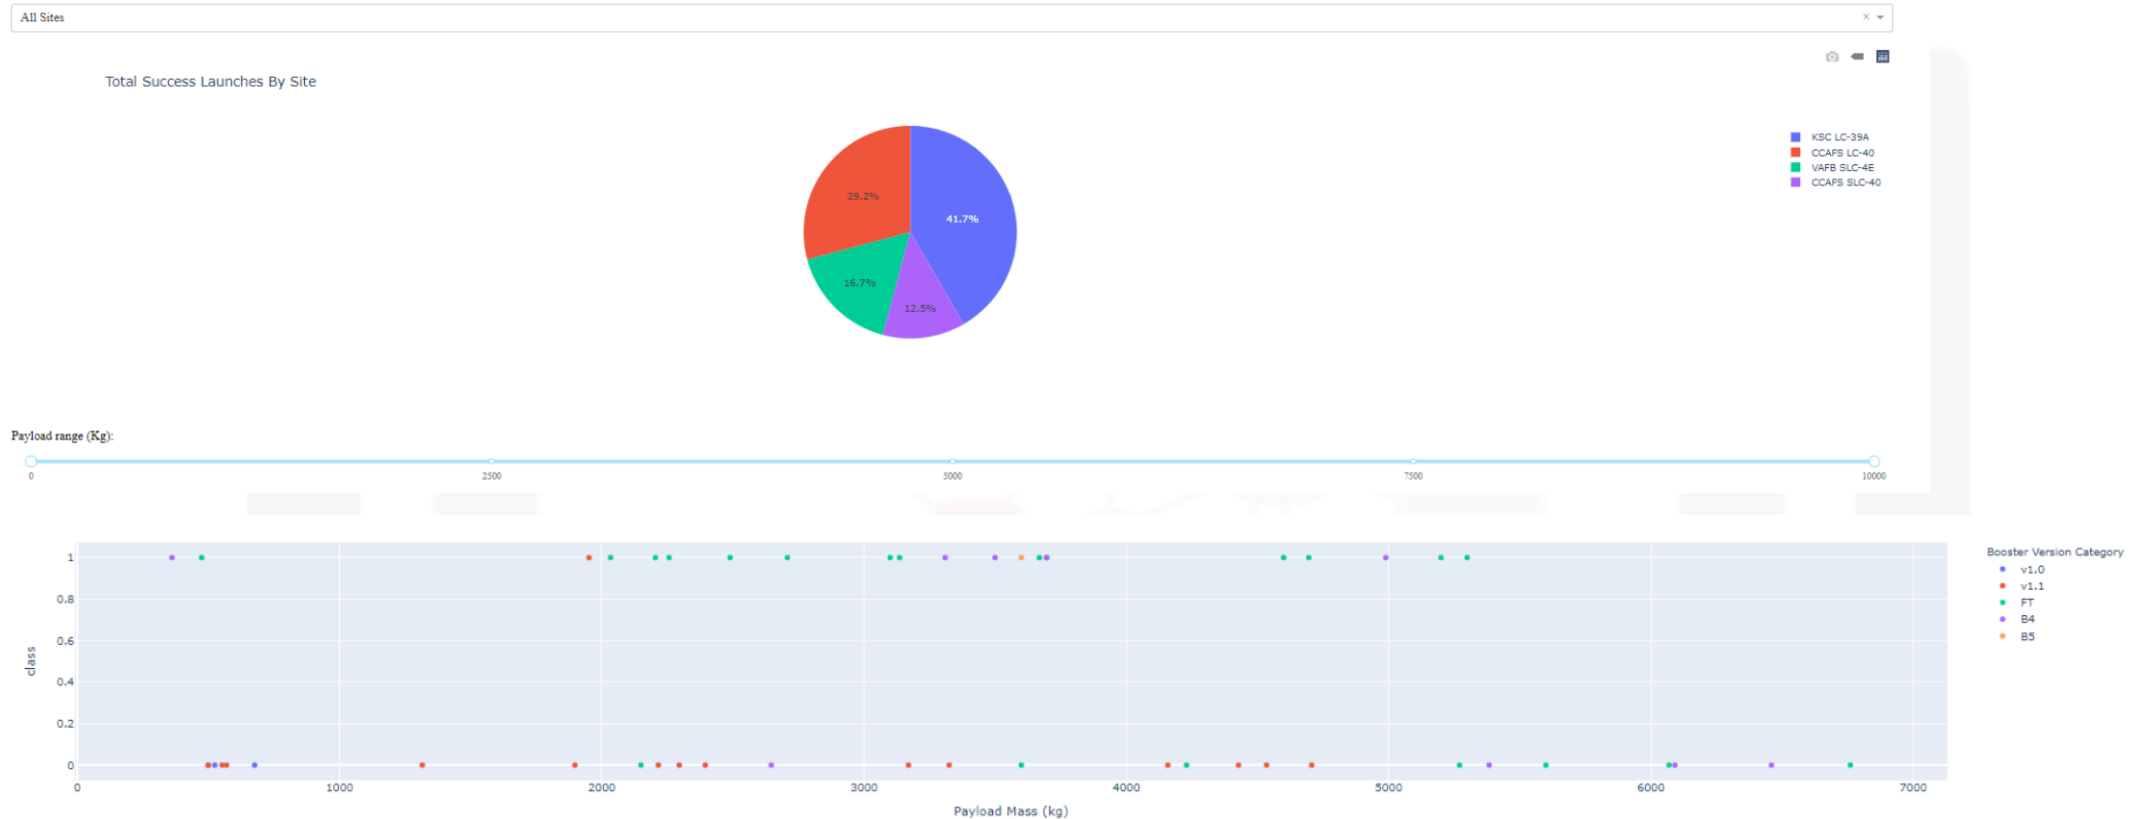 All Sites
× 
Total Success Launches By Site
KSC LC-39A
CCAFS LC-40
VAFB SLC-4E
CCAFS SLC-40
29.2%
41.7%
16.7%
12.5%
Payload range (Kg):
0 2500 5000 7500 10000
Booster Version Category
v1.0
v1.1
FT
B4
B5
1
0.8
0.6
0.4
0.2
0
class
0 1000 2000 3000 4000 5000 6000 7000
Payload Mass (kg)